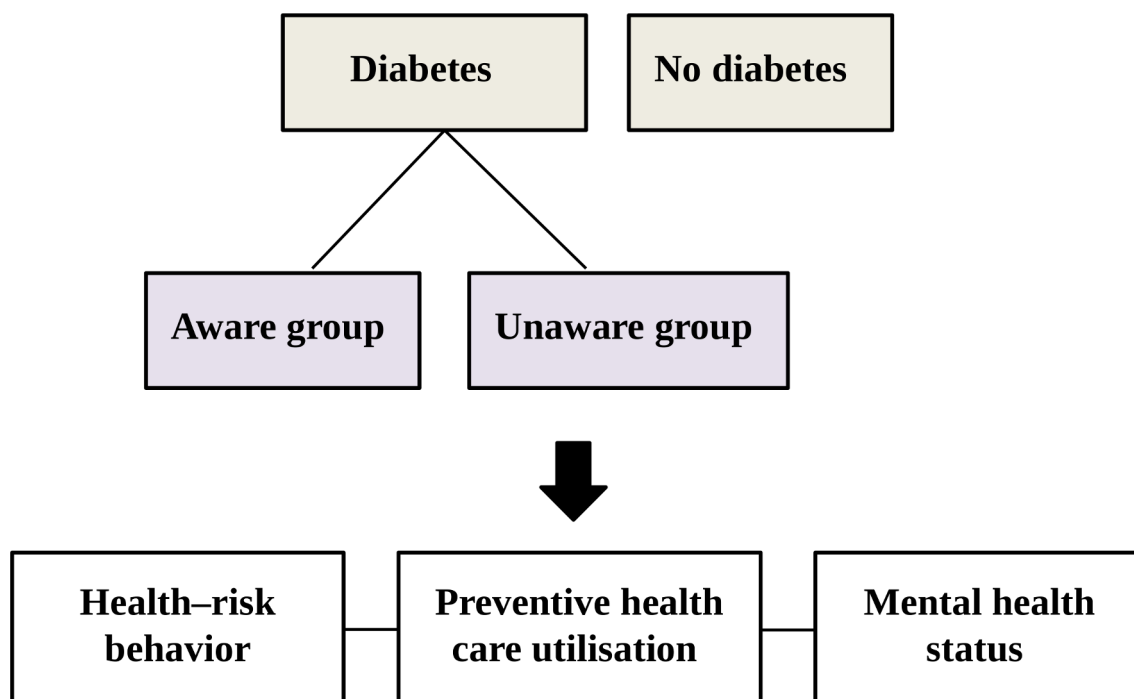 Diabetes
No diabetes
Aware group
Unaware group
Health–risk
behavior
Preventive health
care utilisation
Mental health
status